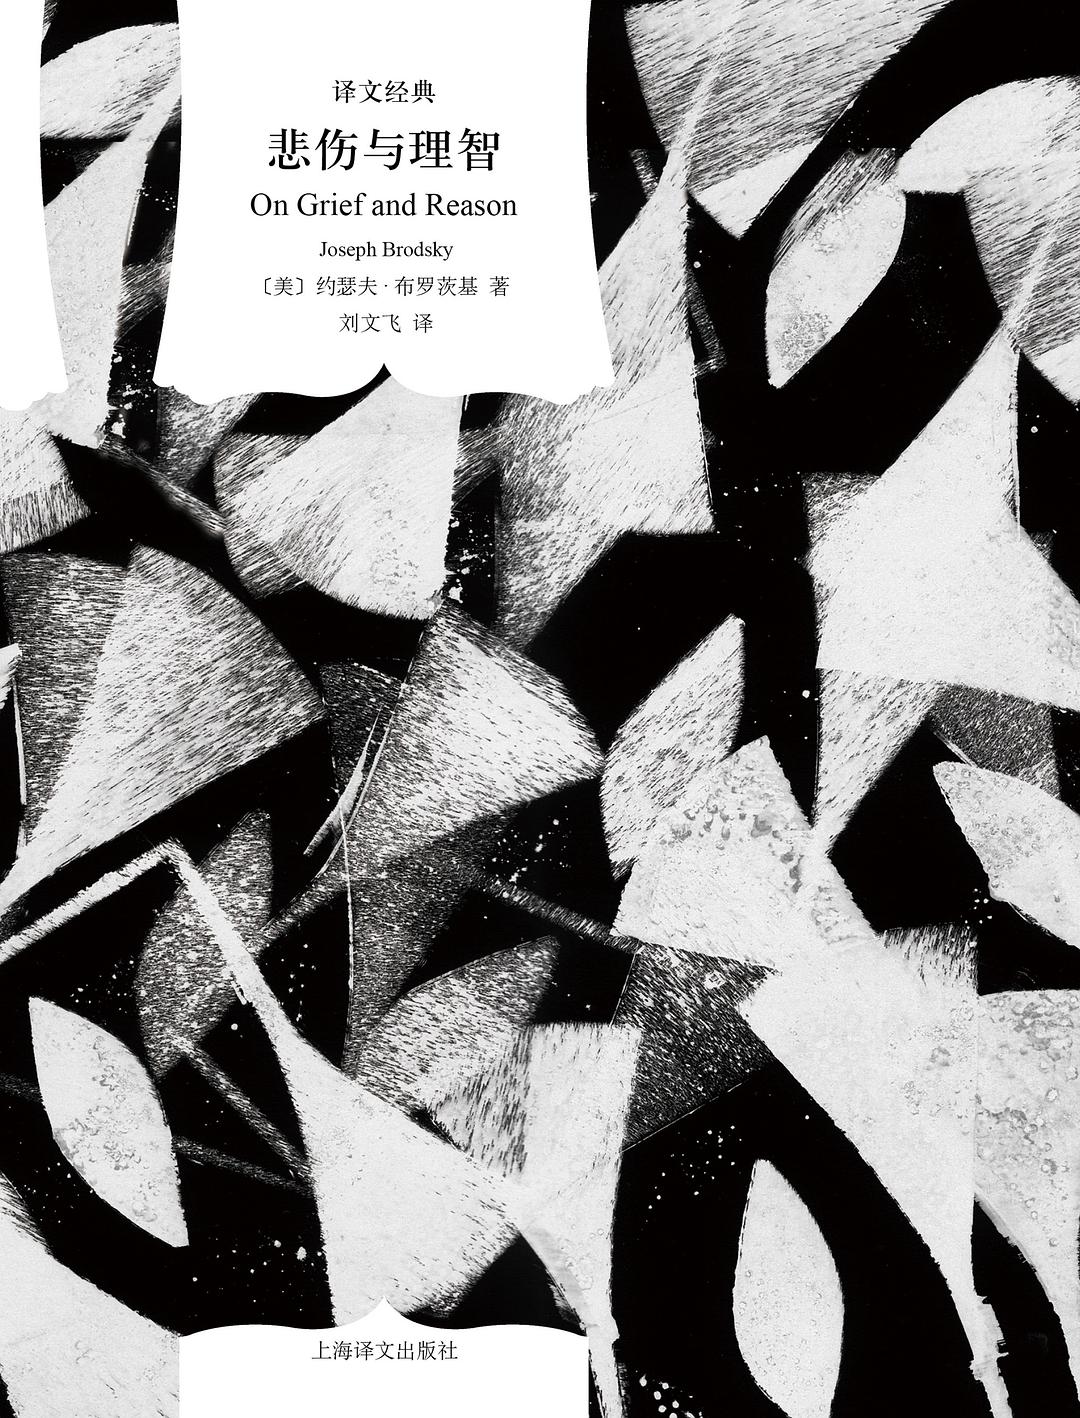 译文经典
悲伤与理智
On Grief and Reason
Joseph Brodsky
〔美〕约瑟夫·布罗茨基 著
刘文飞 译
上海译文出版社